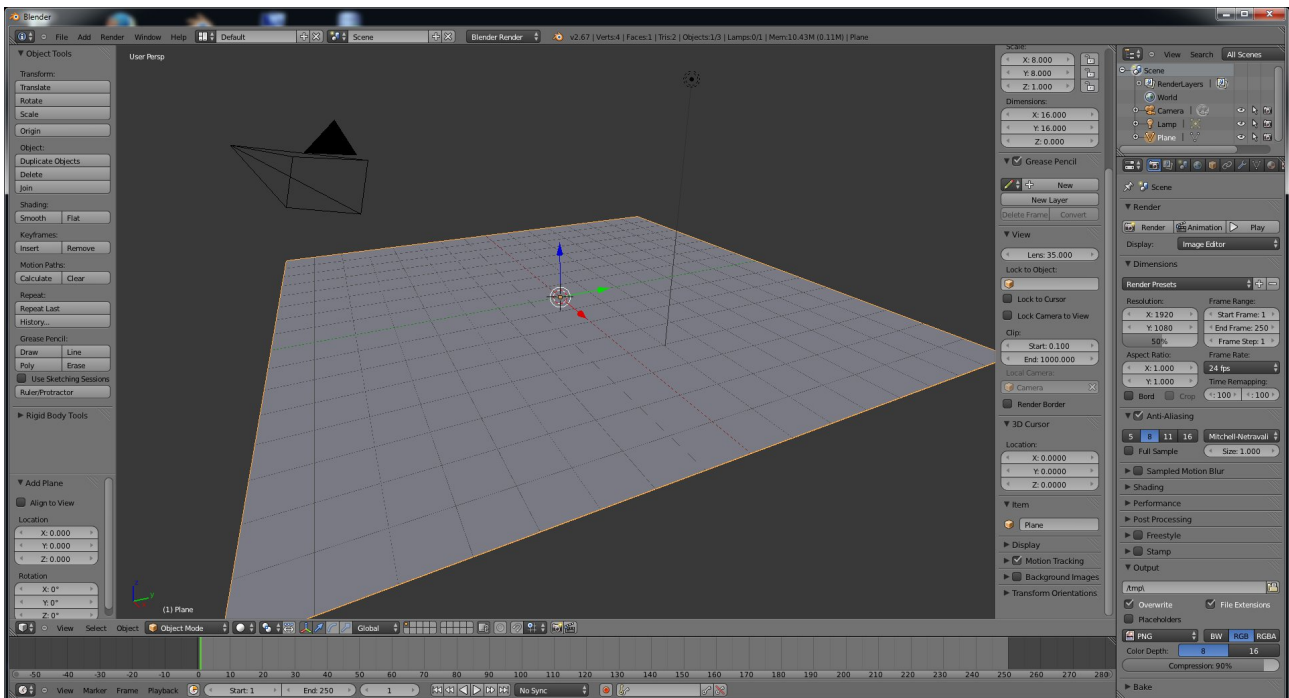 Blender
File Add Render Window Help Default Scene Blender Render v2.67 | Verts:4 | Faces:1 | Tris:2 | Objects:1/3 | Lamps:0/1 | Mem:10.43M (0.11M) | Plane
Object Tools
Transform:
Translate
Rotate
Scale
Origin
Object:
Duplicate Objects
Delete
Join
Shading:
Smooth Flat
Keyframes:
Insert Remove
Motion Paths:
Calculate Clear
Repeat:
Repeat Last
History...
Grease Pencil:
Draw Line
Poly Erase
Use Sketching Sessions
Ruler/Protractor
Rigid Body Tools
Add Plane
Align to View
Location
X: 0.000
Y: 0.000
Z: 0.000
Rotation
X: 0°
Y: 0°
Z: 0°
User Persp
(1) Plane
Scale:
X: 8.000
Y: 8.000
Z: 1.000
Dimensions:
X: 16.000
Y: 16.000
Z: 0.000
Grease Pencil
New
New Layer
Delete Frame Convert
View
Lens: 35.000
Lock to Object:
Lock to Cursor
Lock Camera to View
Clip:
Start: 0.100
End: 1000.000
Local Camera:
Camera
Render Border
3D Cursor
Location:
X: 0.0000
Y: 0.0000
Z: 0.0000
Item
Plane
Display
Motion Tracking
Background Images
Transform Orientations
View Search All Scenes
Scene
RenderLayers
World
Camera
Lamp
Plane
Scene
Render
Render Animation Play
Display: Image Editor
Dimensions
Render Presets
Resolution: Frame Range:
X: 1920 Start Frame: 1
Y: 1080 End Frame: 250
50% Frame Step: 1
Aspect Ratio: Frame Rate:
X: 1.000 24 fps
Y: 1.000 Time Remapping:
Bord Crop : 100 : 100
Anti-Aliasing
5 8 11 16 Mitchell-Netravali
Full Sample Size: 1.000
Sampled Motion Blur
Shading
Performance
Post Processing
Freestyle
Stamp
Output
/tmp\
Overwrite File Extensions
Placeholders
PNG BW RGB RGBA
Color Depth: 8 16
Compression: 90%
Bake
View Select Object Object Mode Global
-50 -40 -30 -20 -10 0 10 20 30 40 50 60 70 80 90 100 110 120 130 140 150 160 170 180 190 200 210 220 230 240 250 260 270 280
View Marker Frame Playback Start: 1 End: 250 1 No Sync